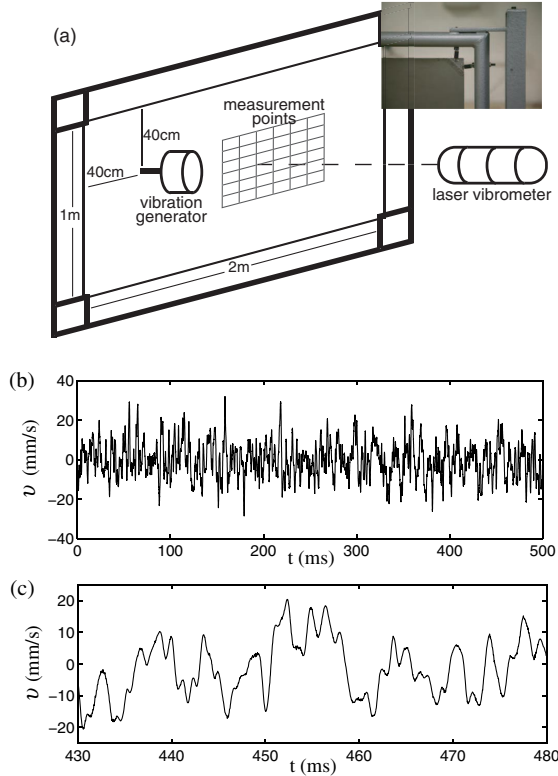 (a)
measurement
points
40cm
40cm
vibration
generator
laser vibrometer
1m
2m
(b)
40
20
0
−20
−40
υ (mm/s)
0 100 200 300 400 500
t (ms)
(c)
20
10
0
−10
−20
υ (mm/s)
430 440 450 460 470 480
t (ms)